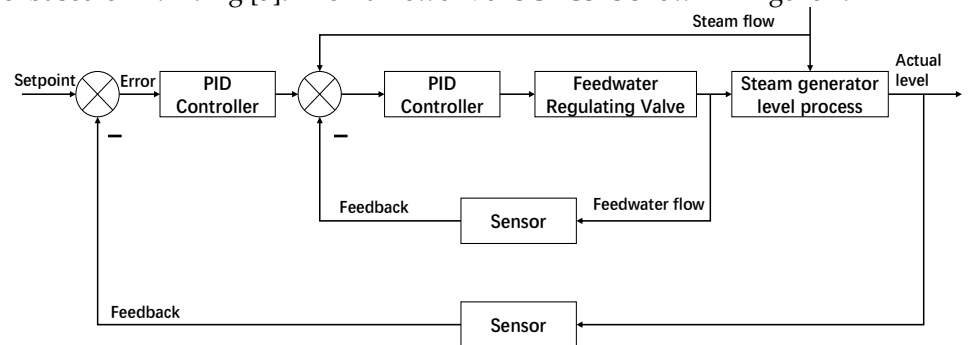 Steam flow
Actual
level
Setpoint
Error
PID
Controller
PID
Controller
Feedwater
Regulating Valve
Steam generator
level process
Feedback
Sensor
Feedwater flow
Feedback
Sensor